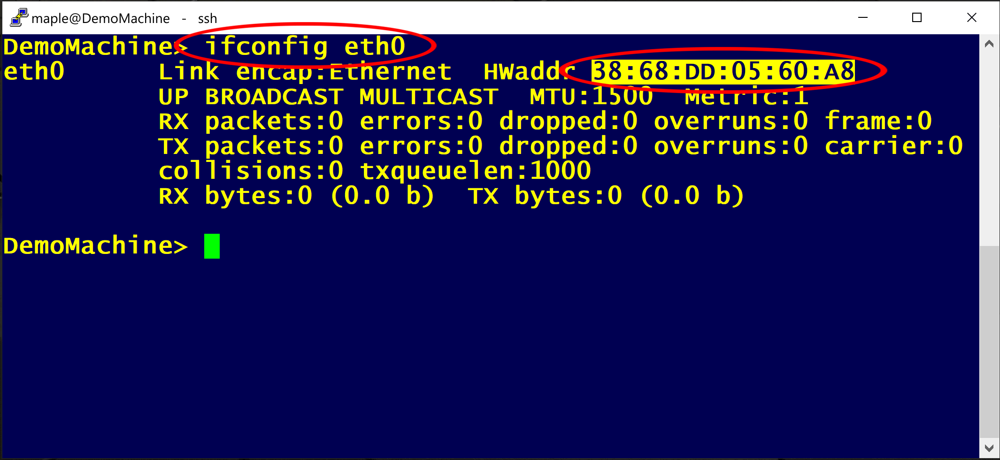 maple@DemoMachine - ssh
DemoMachine> ifconfig eth0
eth0      Link encap:Ethernet  HWaddr 38:68:DD:05:60:A8
          UP BROADCAST MULTICAST  MTU:1500  Metric:1
          RX packets:0 errors:0 dropped:0 overruns:0 frame:0
          TX packets:0 errors:0 dropped:0 overruns:0 carrier:0
          collisions:0 txqueuelen:1000
          RX bytes:0 (0.0 b)  TX bytes:0 (0.0 b)
DemoMachine>